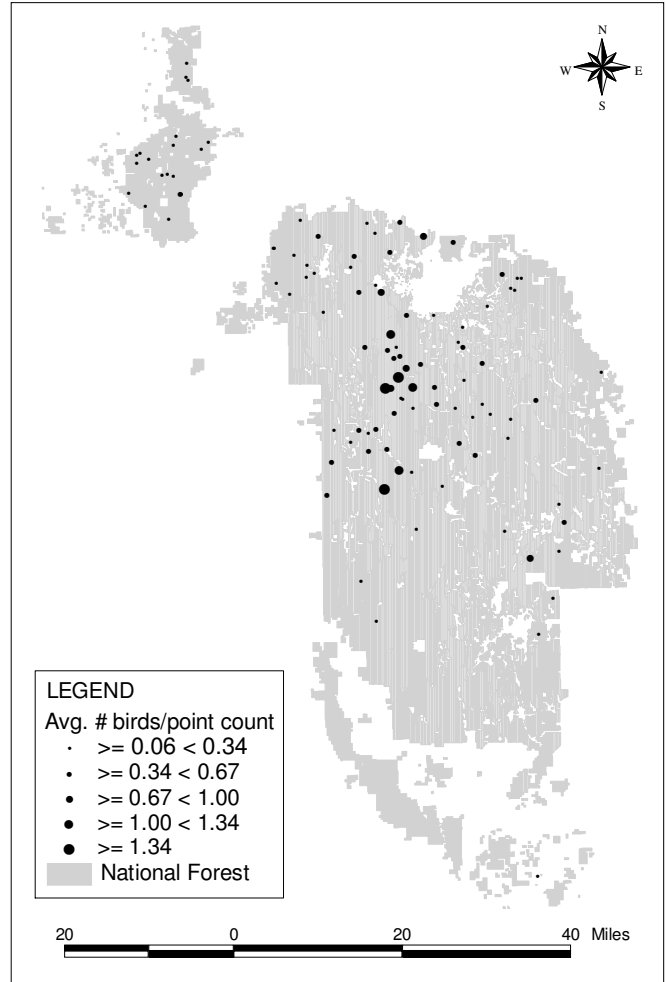 N
W E
S
LEGEND
Avg. # birds/point count
>= 0.06 < 0.34
>= 0.34 < 0.67
>= 0.67 < 1.00
>= 1.00 < 1.34
>= 1.34
National Forest
20 0 20 40 Miles